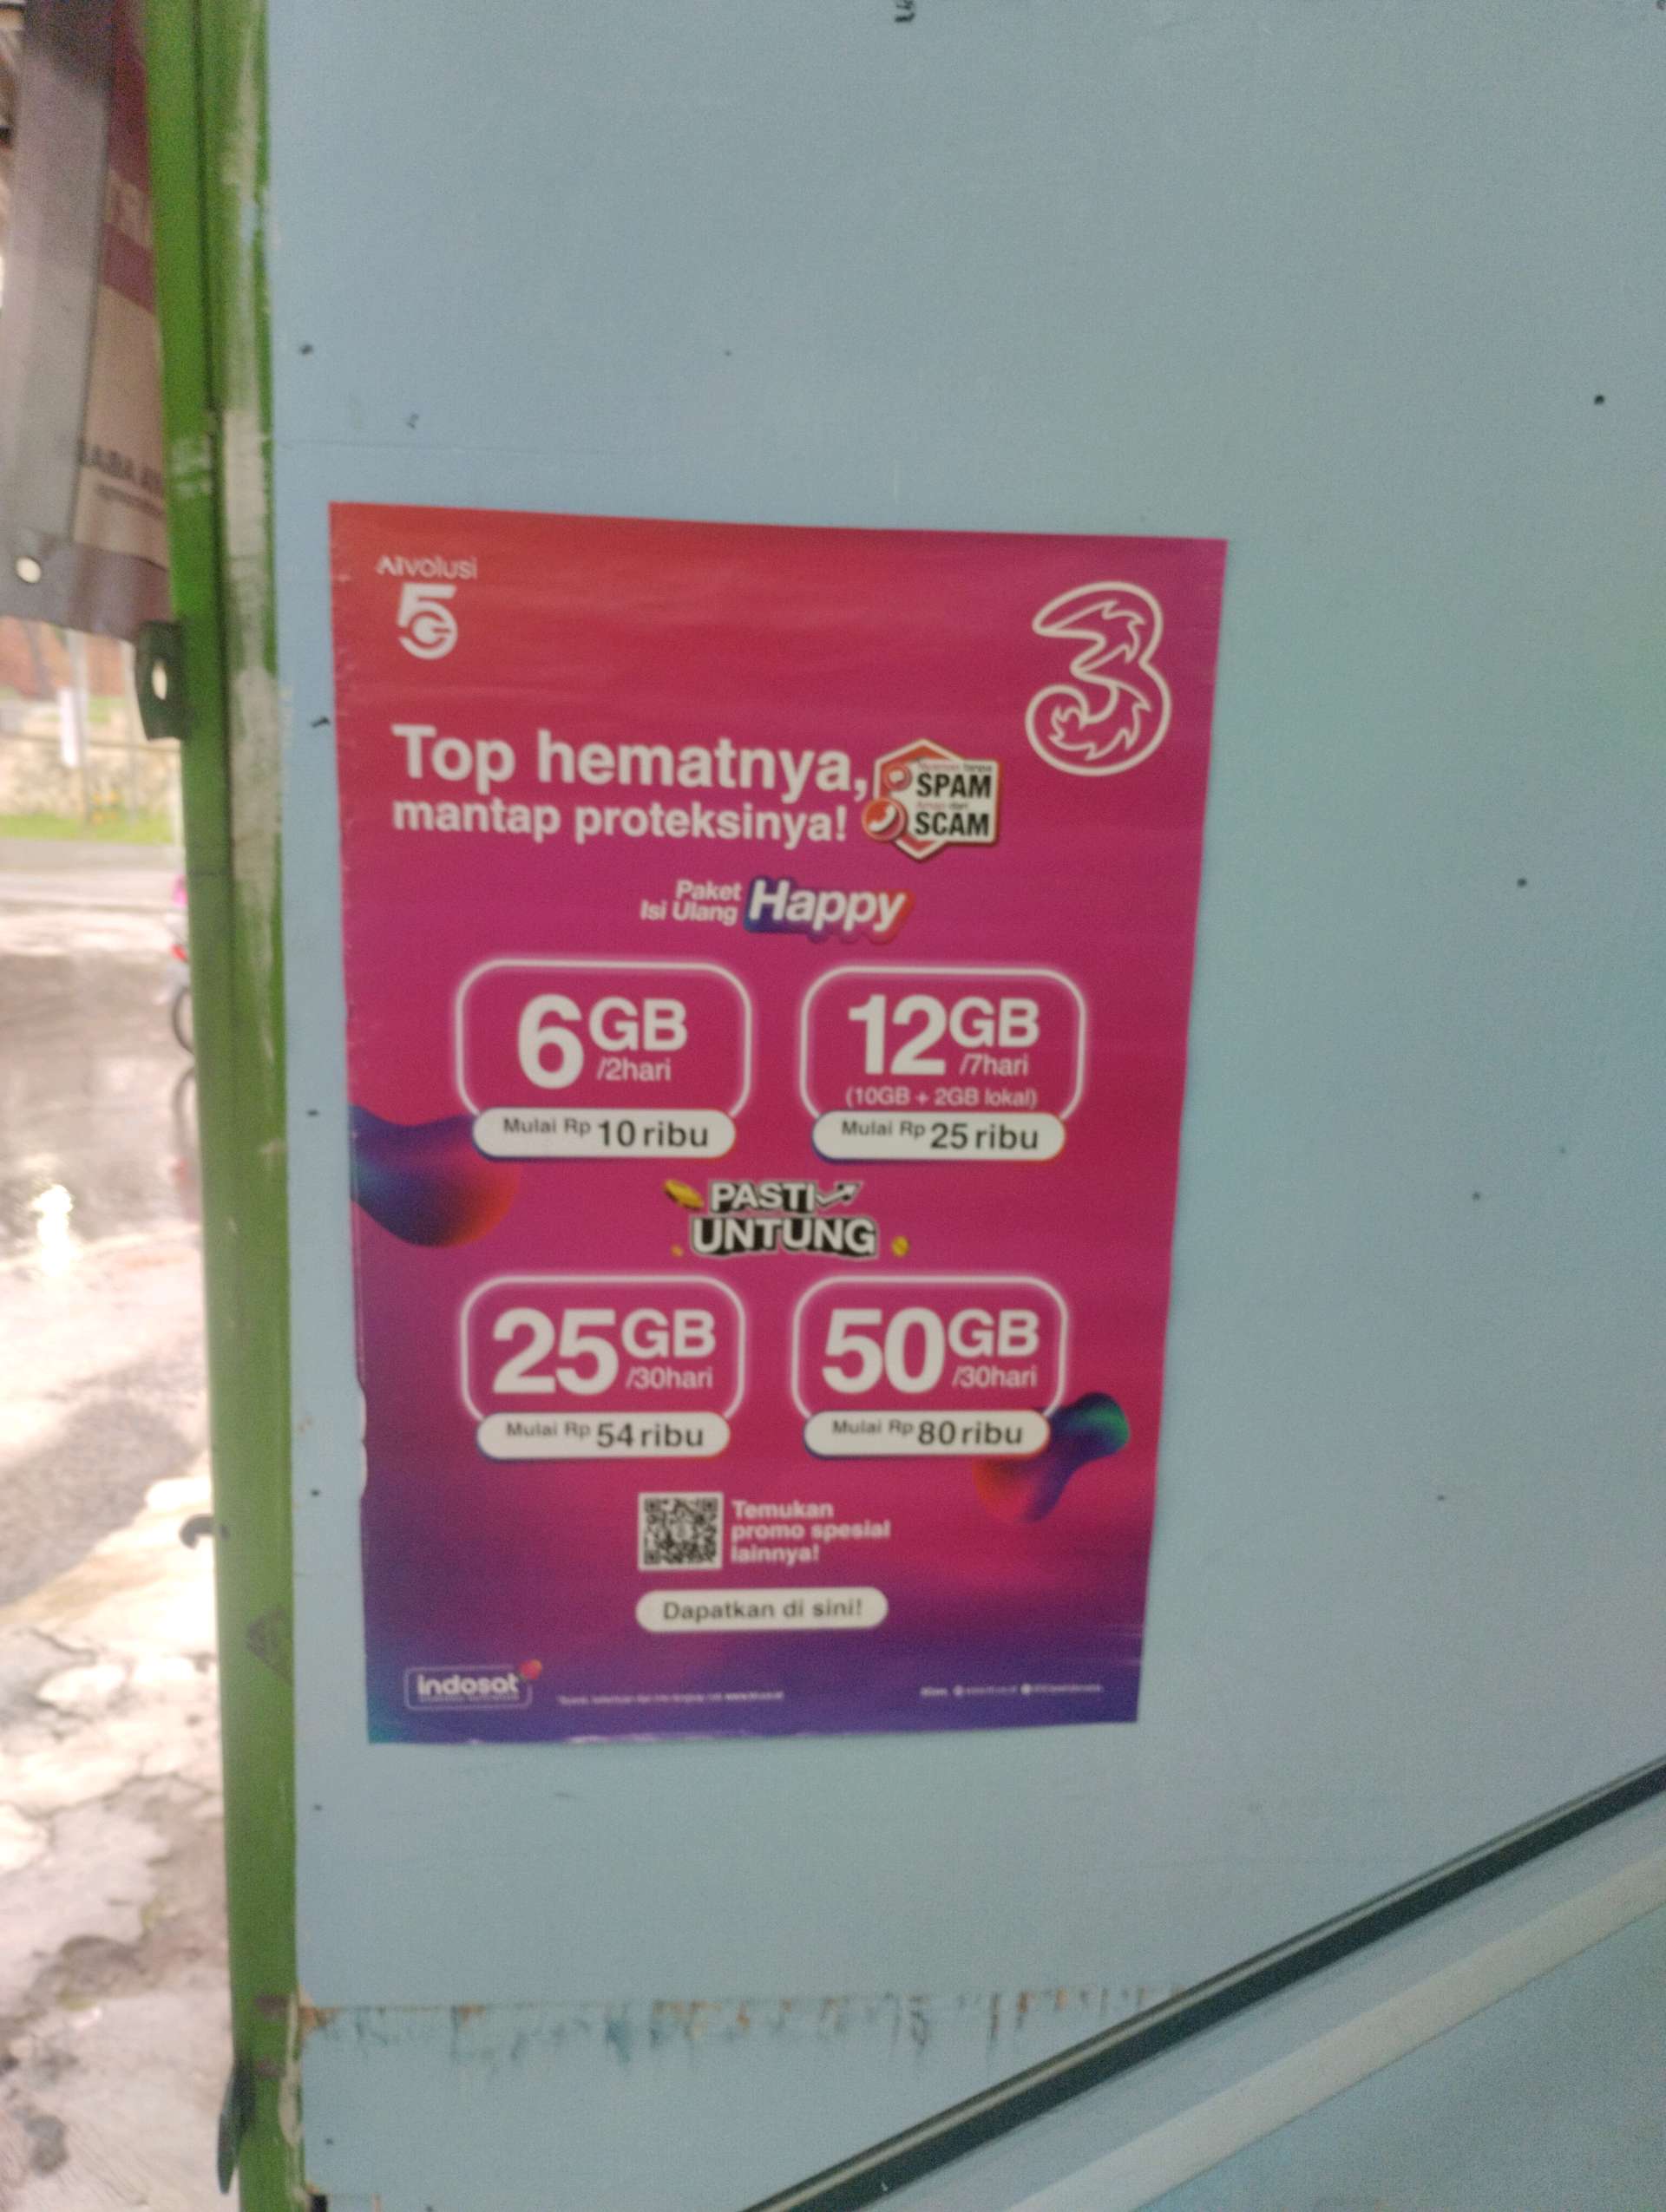 AIvolusi
5G
3
Top hematnya,
mantap proteksinya!
SPAM
SCAM
Paket
Isi Ulang
Happy
6GB
/2hari
Mulai Rp 10 ribu
12GB
/7hari
(10GB + 2GB lokal)
Mulai Rp 25 ribu
PASTI
UNTUNG
25GB
/30hari
Mulai Rp 54 ribu
50GB
/30hari
Mulai Rp 80 ribu
Temukan
promo spesial
lainnya!
Dapatkan di sini!
indosat